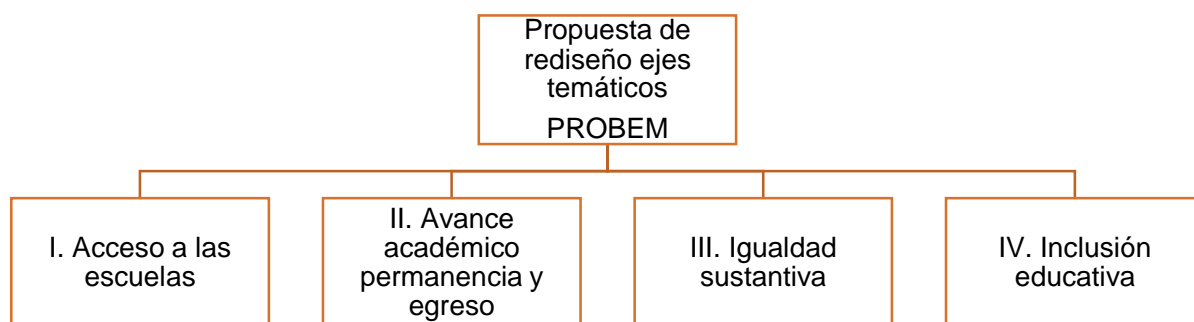 Propuesta de
rediseño ejes
temáticos
PROBEM
I. Acceso a las
escuelas
II. Avance
académico
permanencia y
egreso
III. Igualdad
sustantiva
IV. Inclusión
educativa